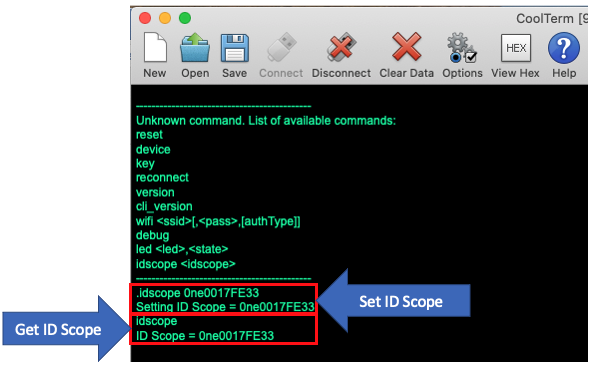 CoolTerm [9
New Open Save Connect Disconnect Clear Data Options View Hex Help
HEX
?
----------------------------------------------
Unknown command. List of available commands:
reset
device
key
reconnect
version
cli_version
wifi <ssid>[,<pass>,[authType]]
debug
led <led>,<state>
idscope <idscope>
----------------------------------------------
.idscope 0ne0017FE33
Setting ID Scope = 0ne0017FE33
Set ID Scope
idscope
Get ID Scope
ID Scope = 0ne0017FE33